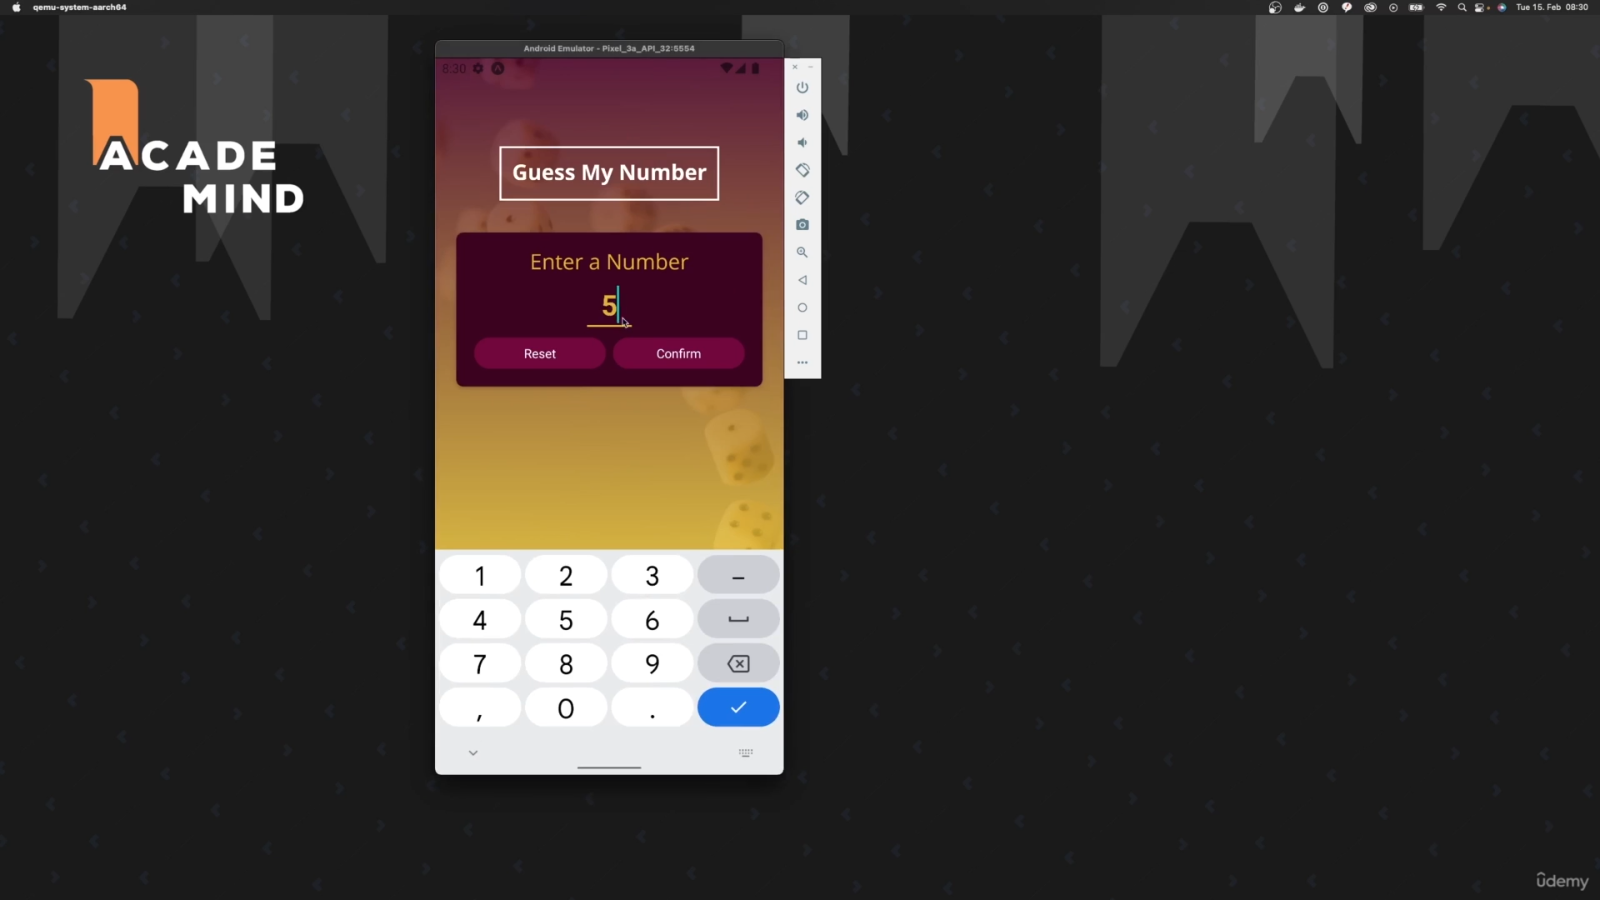 qemu-system-aarch64
Tue 15. Feb 08:30
Android Emulator - Pixel_3a_API_32:5554
8:30
ACADE
MIND
Guess My Number
Enter a Number
5
Reset
Confirm
1 2 3 –
4 5 6
7 8 9
, 0 .
ûdemy